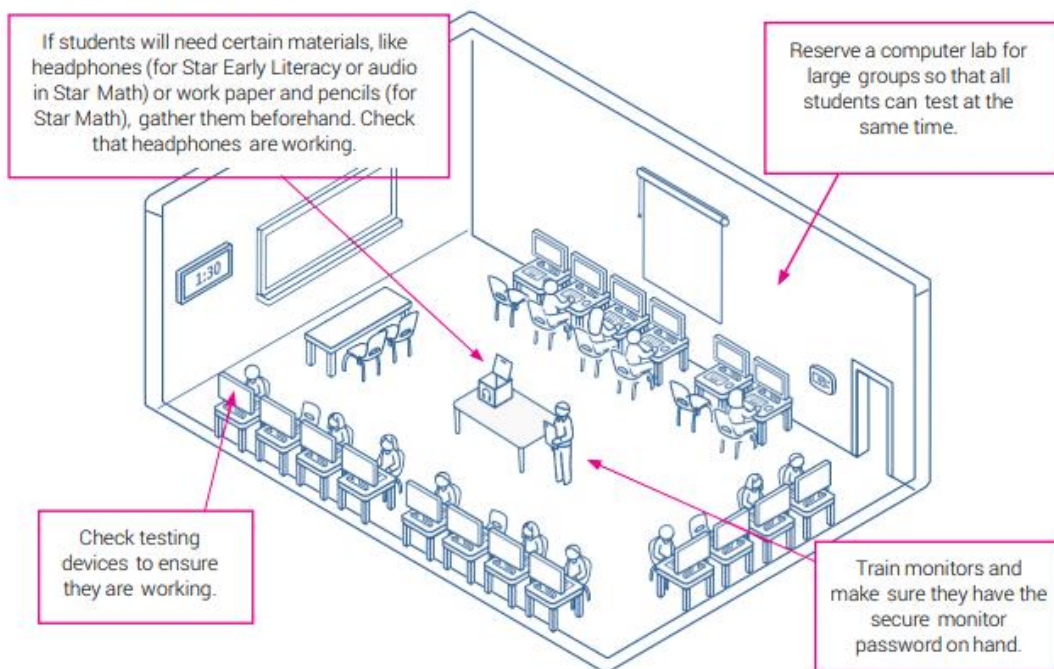 If students will need certain materials, like
headphones (for Star Early Literacy or audio
in Star Math) or work paper and pencils (for
Star Math), gather them beforehand. Check
that headphones are working.
Reserve a computer lab for
large groups so that all
students can test at the
same time.
1:30
Check testing
devices to ensure
they are working.
Train monitors and
make sure they have the
secure monitor
password on hand.